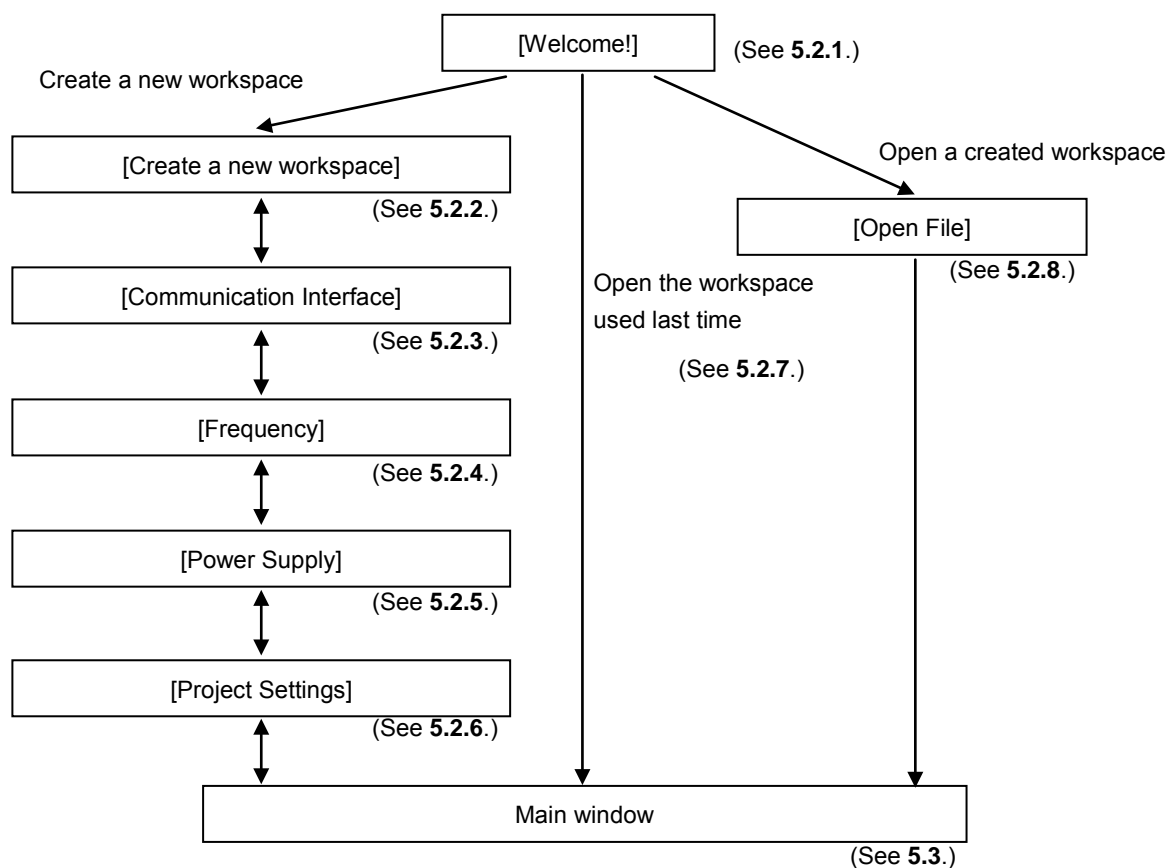 [Welcome!]
(See 5.2.1.)
Create a new workspace
[Create a new workspace]
(See 5.2.2.)
Open a created workspace
[Open File]
(See 5.2.8.)
[Communication Interface]
(See 5.2.3.)
Open the workspace
used last time
(See 5.2.7.)
[Frequency]
(See 5.2.4.)
[Power Supply]
(See 5.2.5.)
[Project Settings]
(See 5.2.6.)
Main window
(See 5.3.)